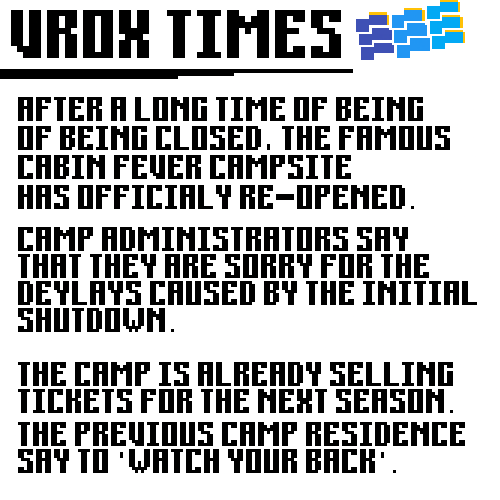 VROX TIMES
AFTER A LONG TIME OF BEING
OF BEING CLOSED. THE FAMOUS
CABIN FEVER CAMPSITE
HAS OFFICIALY RE-OPENED.
CAMP ADMINISTRATORS SAY
THAT THEY ARE SORRY FOR THE
DEYLAYS CAUSED BY THE INITIAL
SHUTDOWN.
THE CAMP IS ALREADY SELLING
TICKETS FOR THE NEXT SEASON.
THE PREVIOUS CAMP RESIDENCE
SAY TO 'WATCH YOUR BACK'.